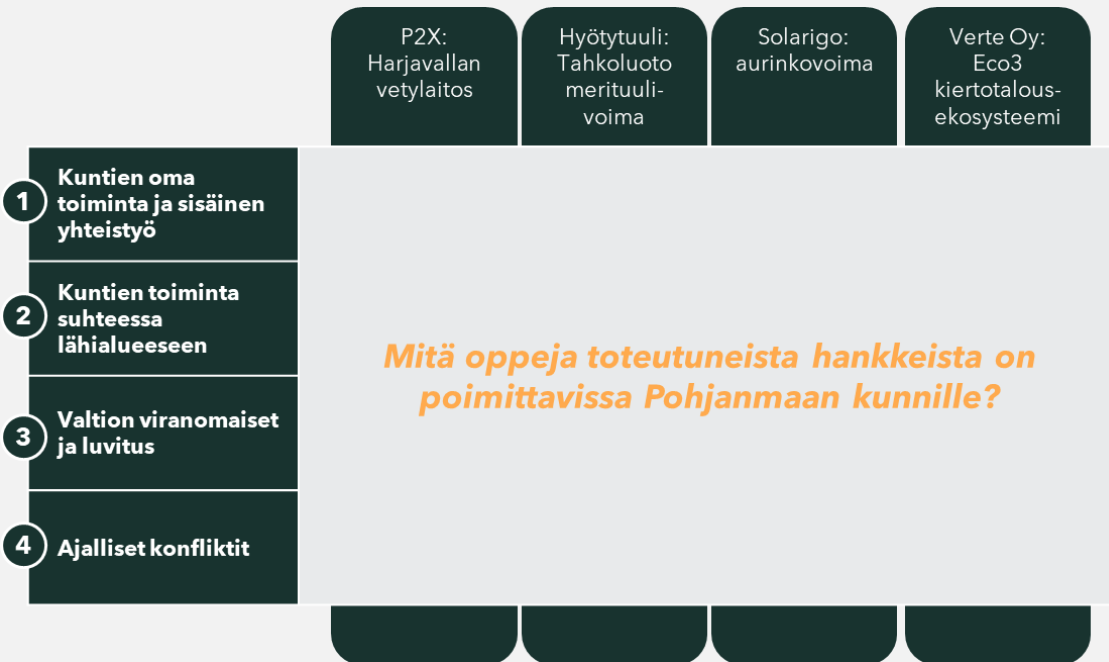 P2X:
Harjavallan
vetylaitos
Hyötytuuli:
Tahkoluoto
merituuli-
voima
Solarigo:
aurinkovoima
Verte Oy:
Eco3
kiertotalous-
ekosysteemi
1
Kuntien oma
toiminta ja sisäinen
yhteistyö
2
Kuntien toiminta
suhteessa
lähialueeseen
3
Valtion viranomaiset
ja luvitus
4
Ajalliset konfliktit
Mitä oppeja toteutuneista hankkeista on
poimittavissa Pohjanmaan kunnille?